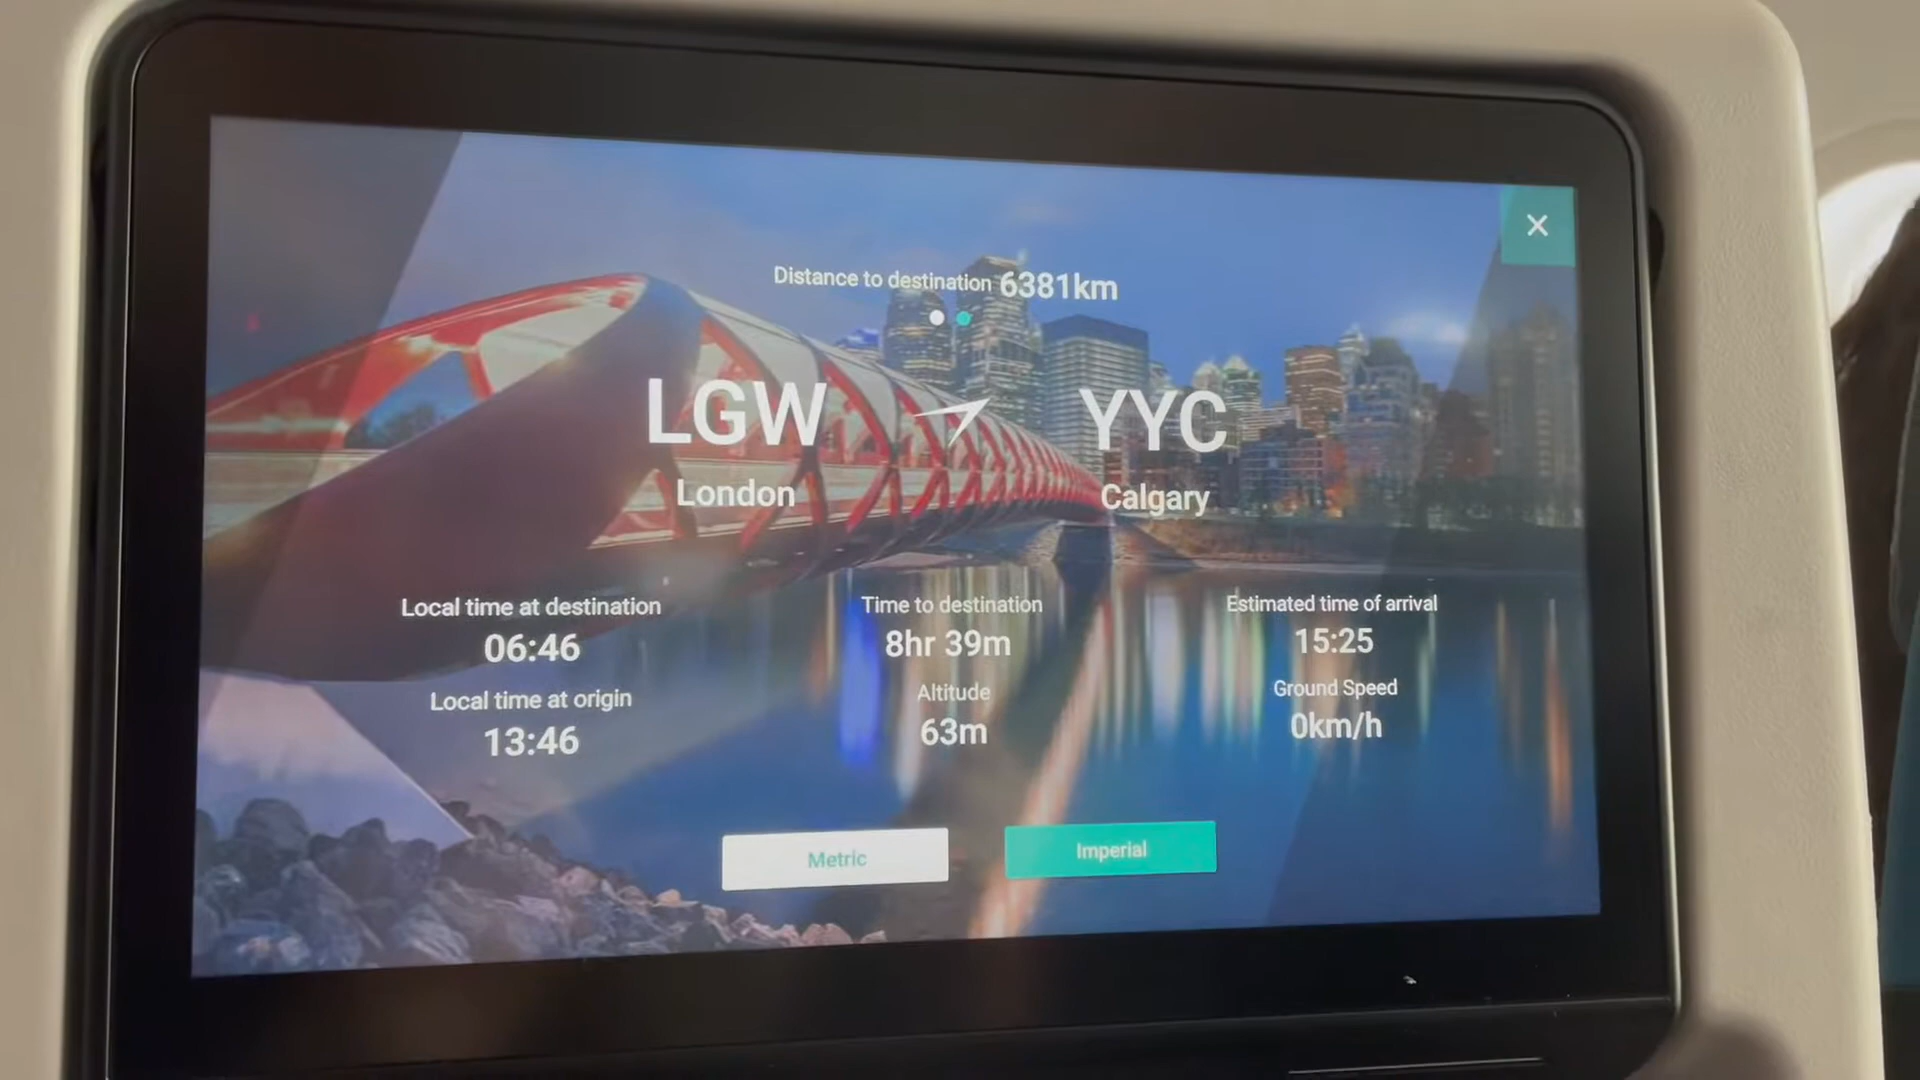 Distance to destination 6381km
LGW
YYC
London
Calgary
Local time at destination
06:46
Time to destination
8hr 39m
Estimated time of arrival
15:25
Local time at origin
13:46
Altitude
63m
Ground Speed
0km/h
Metric
Imperial